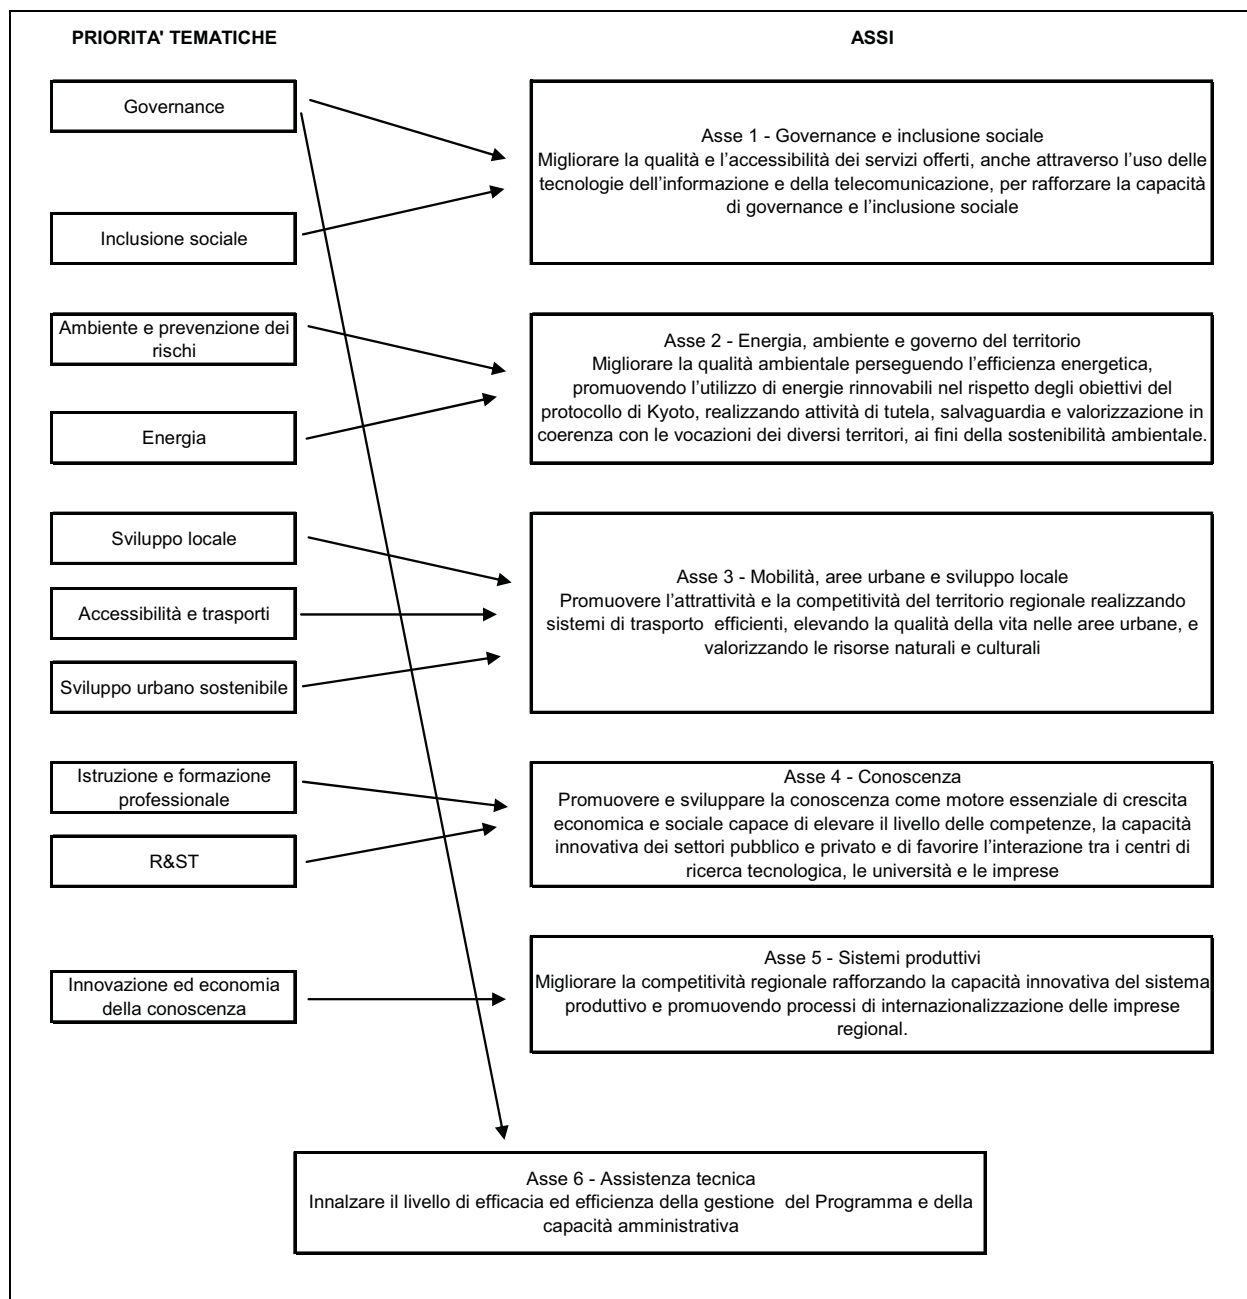 PRIORITA' TEMATICHE
ASSI
Governance
Asse 1 - Governance e inclusione sociale
Migliorare la qualità e l'accessibilità dei servizi offerti, anche attraverso l'uso delle
tecnologie dell'informazione e della telecomunicazione, per rafforzare la capacità
di governance e l'inclusione sociale
Inclusione sociale
Ambiente e prevenzione dei
rischi
Asse 2 - Energia, ambiente e governo del territorio
Migliorare la qualità ambientale perseguendo l'efficienza energetica,
promuovendo l'utilizzo di energie rinnovabili nel rispetto degli obiettivi del
protocollo di Kyoto, realizzando attività di tutela, salvaguardia e valorizzazione in
coerenza con le vocazioni dei diversi territori, ai fini della sostenibilità ambientale.
Energia
Sviluppo locale
Accessibilità e trasporti
Sviluppo urbano sostenibile
Asse 3 - Mobilità, aree urbane e sviluppo locale
Promuovere l'attrattività e la competitività del territorio regionale realizzando
sistemi di trasporto  efficienti, elevando la qualità della vita nelle aree urbane, e
valorizzando le risorse naturali e culturali
Istruzione e formazione
professionale
R&ST
Asse 4 - Conoscenza
Promuovere e sviluppare la conoscenza come motore essenziale di crescita
economica e sociale capace di elevare il livello delle competenze, la capacità
innovativa dei settori pubblico e privato e di favorire l'interazione tra i centri di
ricerca tecnologica, le università e le imprese
Innovazione ed economia
della conoscenza
Asse 5 - Sistemi produttivi
Migliorare la competitività regionale rafforzando la capacità innovativa del sistema
produttivo e promuovendo processi di internazionalizzazione delle imprese
regional.
Asse 6 - Assistenza tecnica
Innalzare il livello di efficacia ed efficienza della gestione  del Programma e della
capacità amministrativa